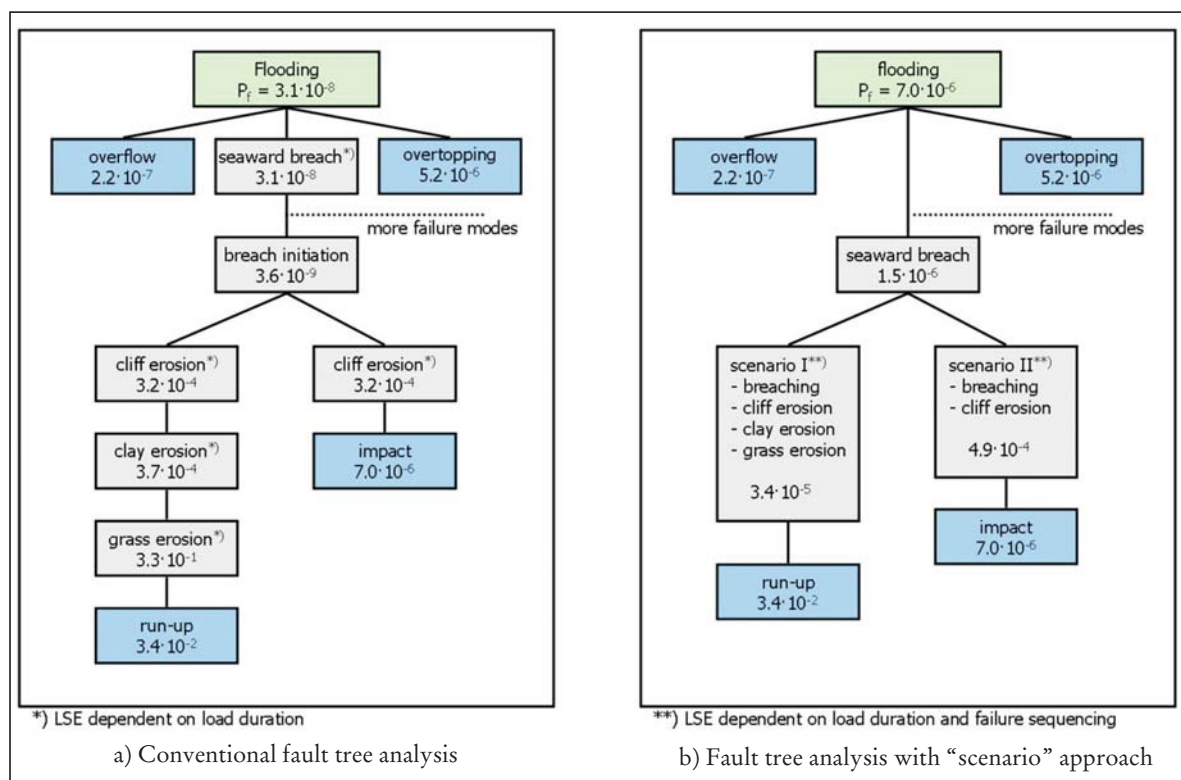 Flooding
P_f = 3.1·10⁻⁸
overflow
2.2·10⁻⁷
seaward breach*⁾
3.1·10⁻⁸
overtopping
5.2·10⁻⁶
more failure modes
breach initiation
3.6·10⁻⁹
cliff erosion*⁾
3.2·10⁻⁴
cliff erosion*⁾
3.2·10⁻⁴
clay erosion*⁾
3.7·10⁻⁴
impact
7.0·10⁻⁶
grass erosion*⁾
3.3·10⁻¹
run-up
3.4·10⁻²
*) LSE dependent on load duration
a) Conventional fault tree analysis
flooding
P_f = 7.0·10⁻⁶
overflow
2.2·10⁻⁷
overtopping
5.2·10⁻⁶
more failure modes
seaward breach
1.5·10⁻⁶
scenario I**⁾
- breaching
- cliff erosion
- clay erosion
- grass erosion
3.4·10⁻⁵
scenario II**⁾
- breaching
- cliff erosion
4.9·10⁻⁴
impact
7.0·10⁻⁶
run-up
3.4·10⁻²
**) LSE dependent on load duration and failure sequencing
b) Fault tree analysis with “scenario” approach